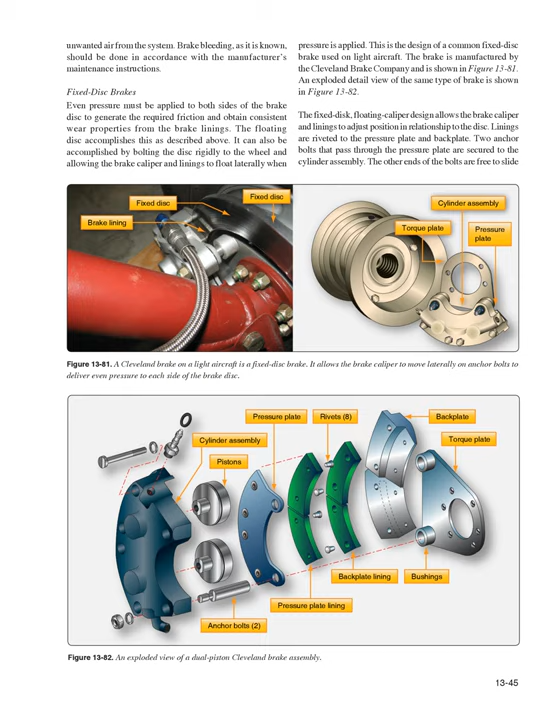 unwanted air from the system. Brake bleeding, as it is known,
should be done in accordance with the manufacturer's
maintenance instructions.
Fixed-Disc Brakes
Even pressure must be applied to both sides of the brake
disc to generate the required friction and obtain consistent
wear properties from the brake linings. The floating
disc accomplishes this as described above. It can also be
accomplished by bolting the disc rigidly to the wheel and
allowing the brake caliper and linings to float laterally when
pressure is applied. This is the design of a common fixed-disc
brake used on light aircraft. The brake is manufactured by
the Cleveland Brake Company and is shown in Figure 13-81.
An exploded detail view of the same type of brake is shown
in Figure 13-82.
The fixed-disk, floating-caliper design allows the brake caliper
and linings to adjust position in relationship to the disc. Linings
are riveted to the pressure plate and backplate. Two anchor
bolts that pass through the pressure plate are secured to the
cylinder assembly. The other ends of the bolts are free to slide
Fixed disc
Fixed disc
Brake lining
Cylinder assembly
Torque plate
Pressure
plate
Figure 13-81. A Cleveland brake on a light aircraft is a fixed-disc brake. It allows the brake caliper to move laterally on anchor bolts to
deliver even pressure to each side of the brake disc.
Pressure plate
Rivets (8)
Backplate
Cylinder assembly
Torque plate
Pistons
Backplate lining
Bushings
Pressure plate lining
Anchor bolts (2)
Figure 13-82. An exploded view of a dual-piston Cleveland brake assembly.
13-45